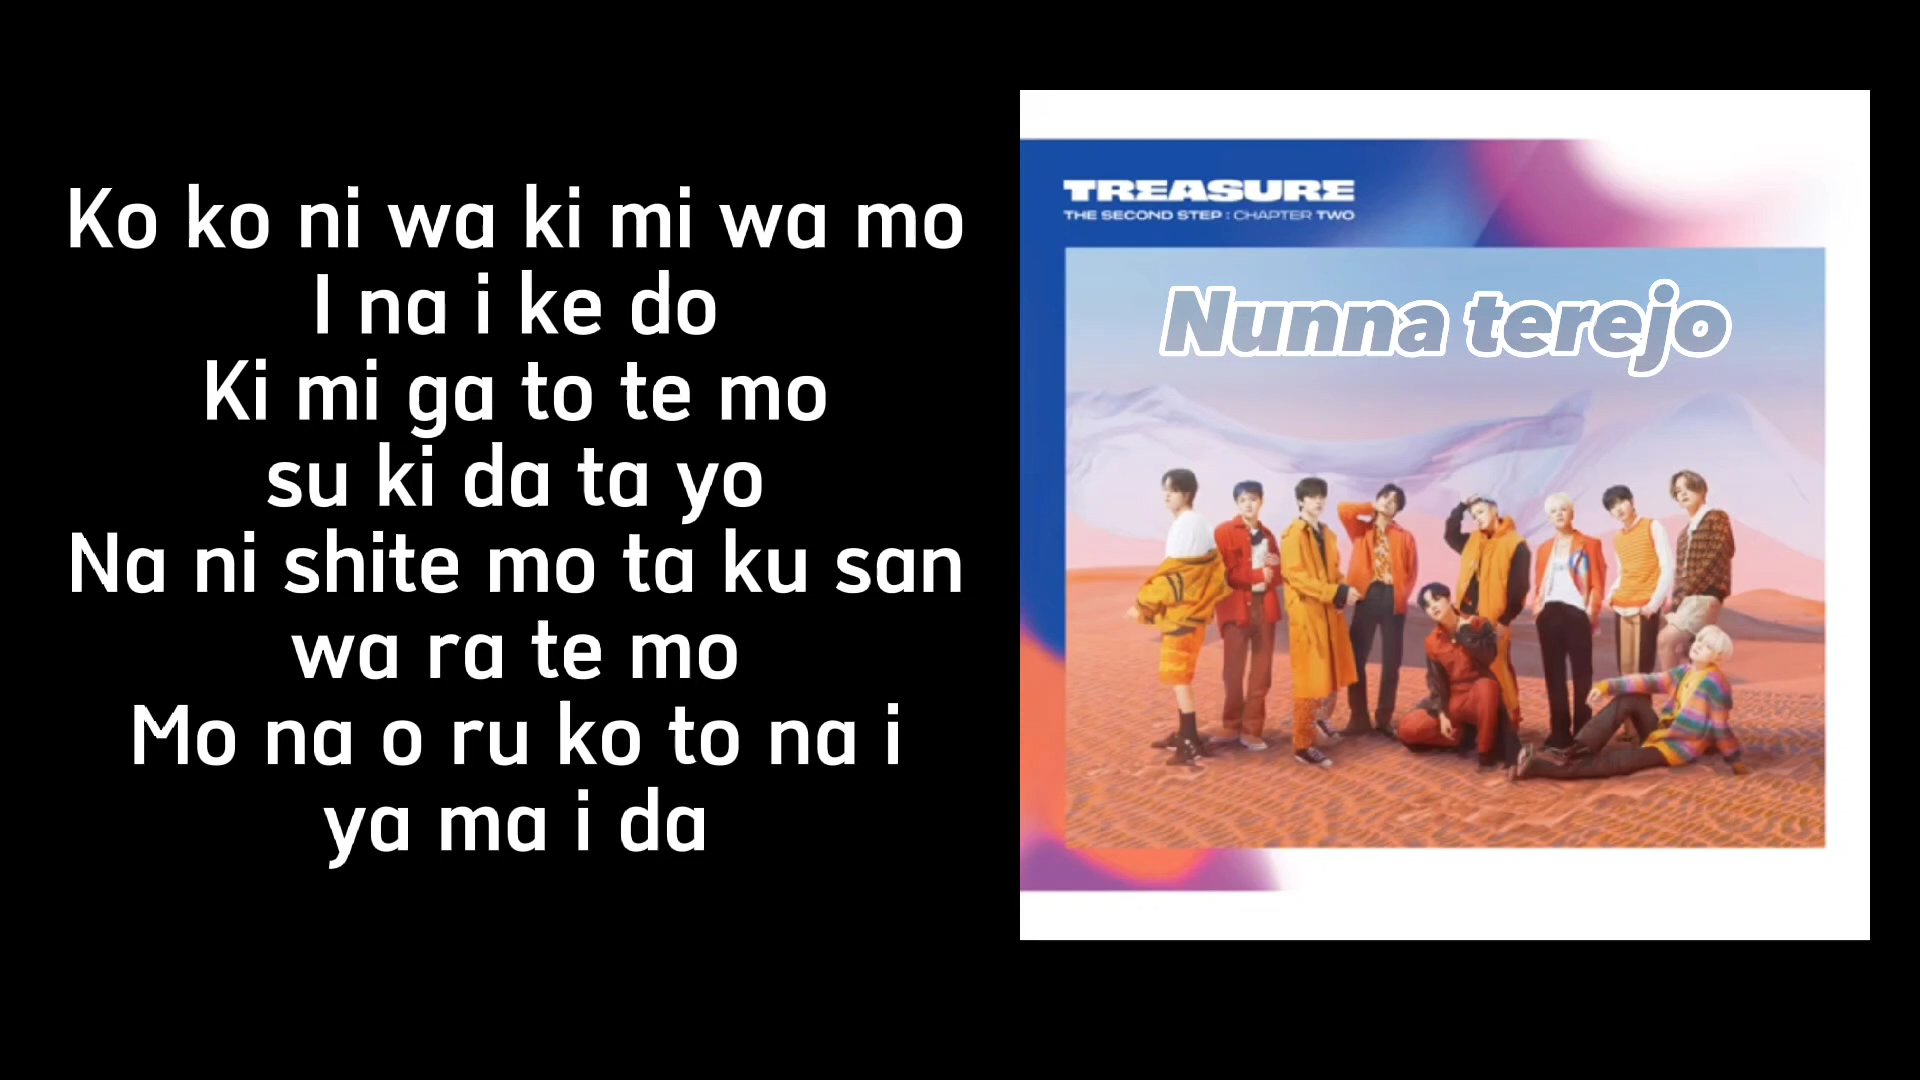 Ko ko ni wa ki mi wa mo
I na i ke do
Ki mi ga to te mo
su ki da ta yo
Na ni shite mo ta ku san
wa ra te mo
Mo na o ru ko to na i
ya ma i da
TREASURE
THE SECOND STEP : CHAPTER TWO
Nunna terejo